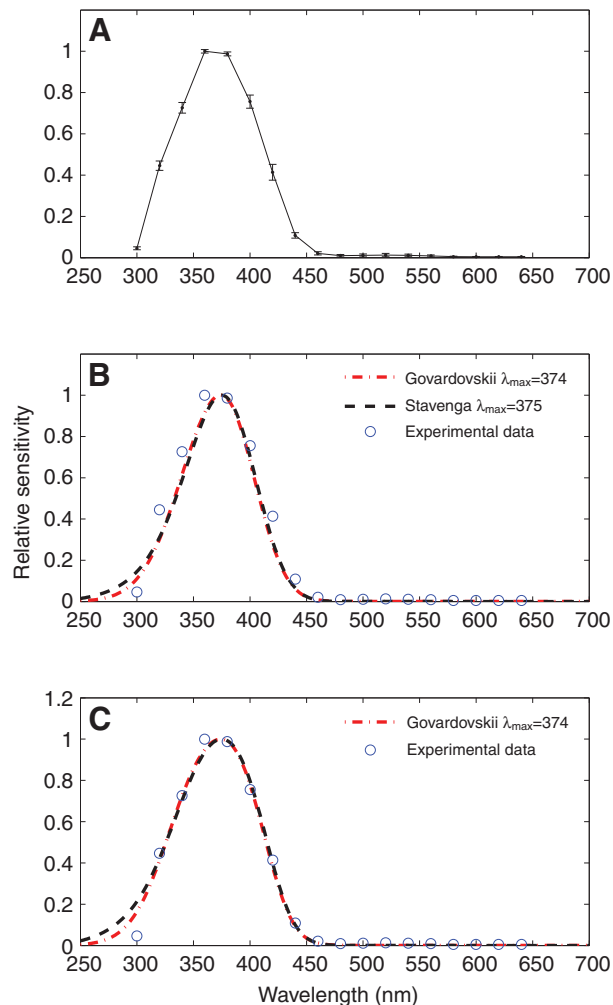 A
1
0.8
0.6
0.4
0.2
0
250 300 350 400 450 500 550 600 650 700
B
1
0.8
0.6
0.4
0.2
0
Relative sensitivity
Govardovskii λmax=374
Stavenga λmax=375
Experimental data
250 300 350 400 450 500 550 600 650 700
C
1.2
1
0.8
0.6
0.4
0.2
0
Govardovskii λmax=374
Experimental data
250 300 350 400 450 500 550 600 650 700
Wavelength (nm)